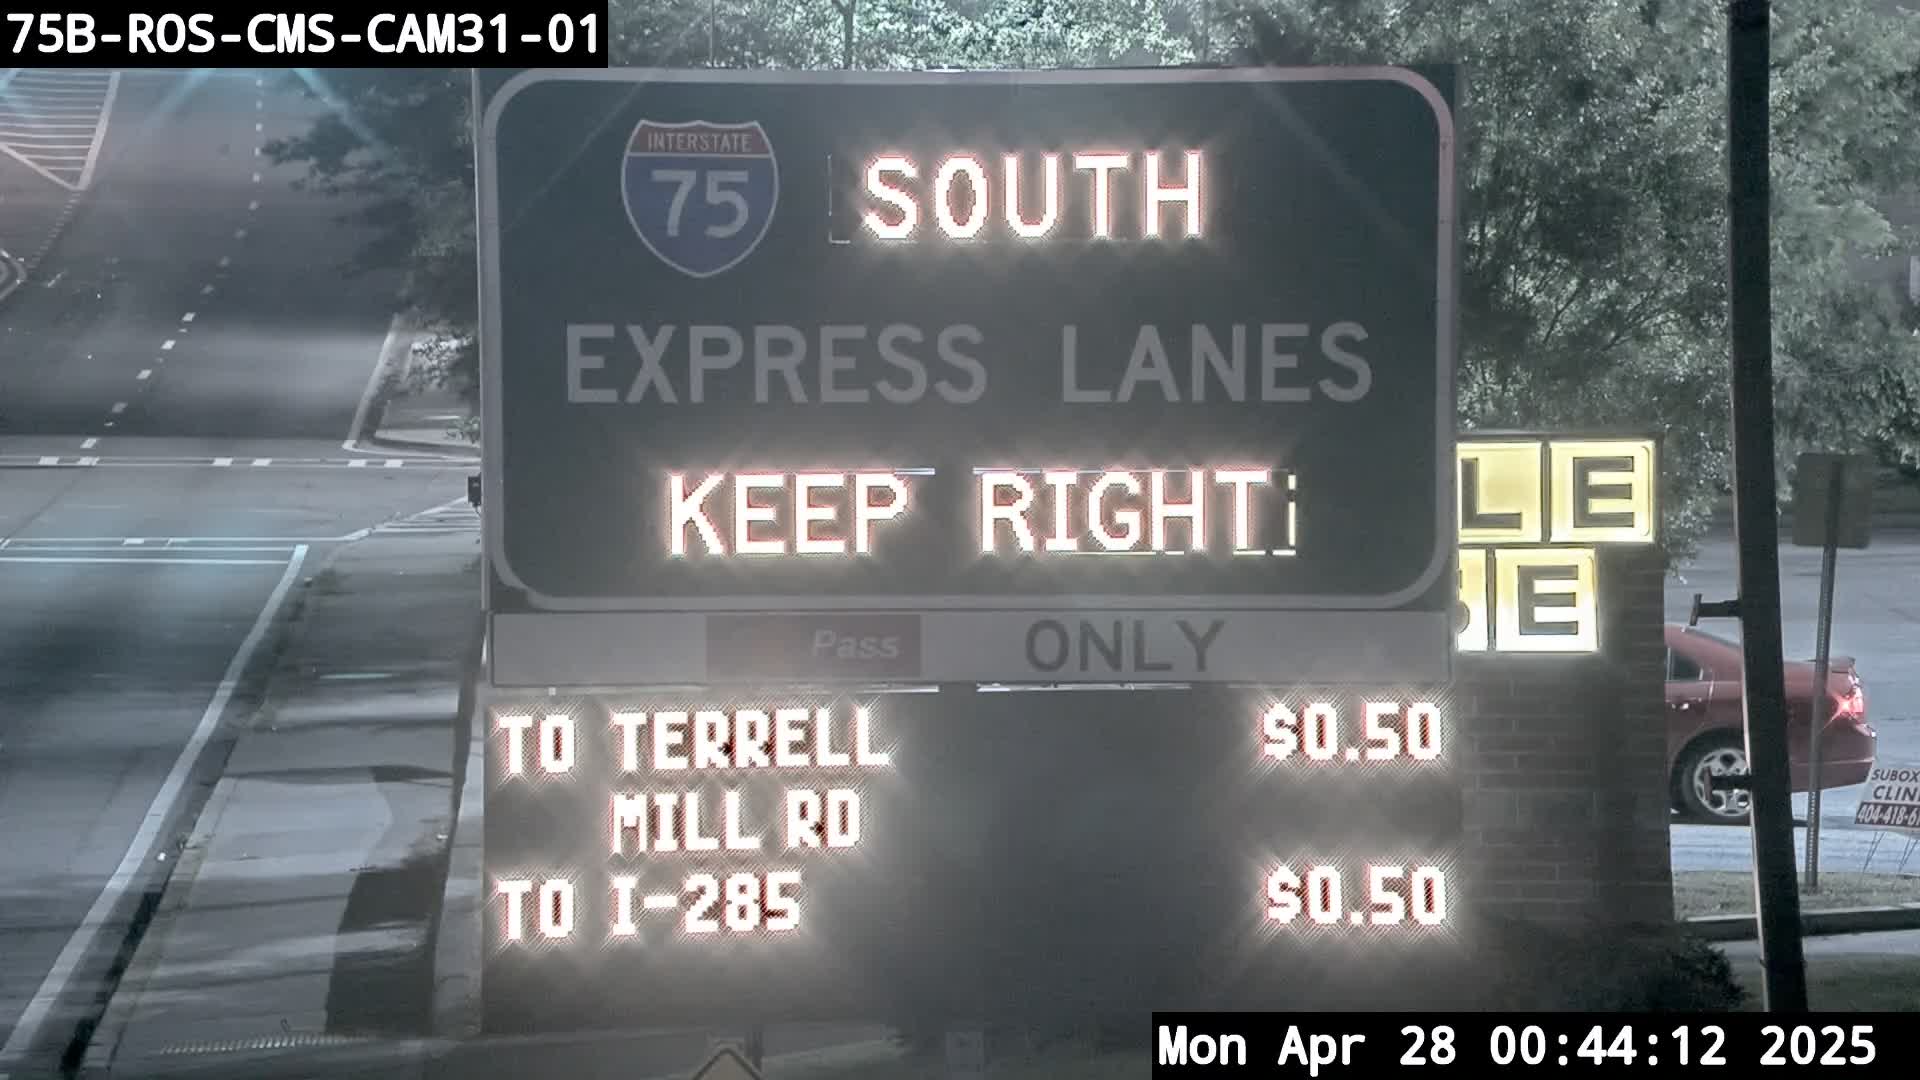 75B-ROS-CMS-CAM31-01
INTERSTATE
75
SOUTH
EXPRESS LANES
KEEP RIGHT
Pass ONLY
TO TERRELL $0.50
MILL RD
TO I-285 $0.50
LE
E
SUBOX
CLIN
404-418-6
Mon Apr 28 00:44:12 2025